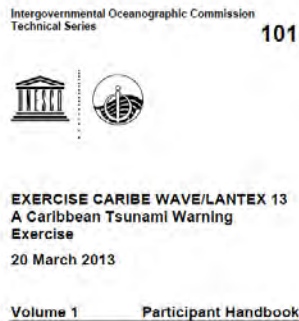 Intergovernmental Oceanographic Commission
Technical Series
101
UNESCO
EXERCISE CARIBE WAVE/LANTEX 13
A Caribbean Tsunami Warning
Exercise
20 March 2013
Volume 1 Participant Handbook